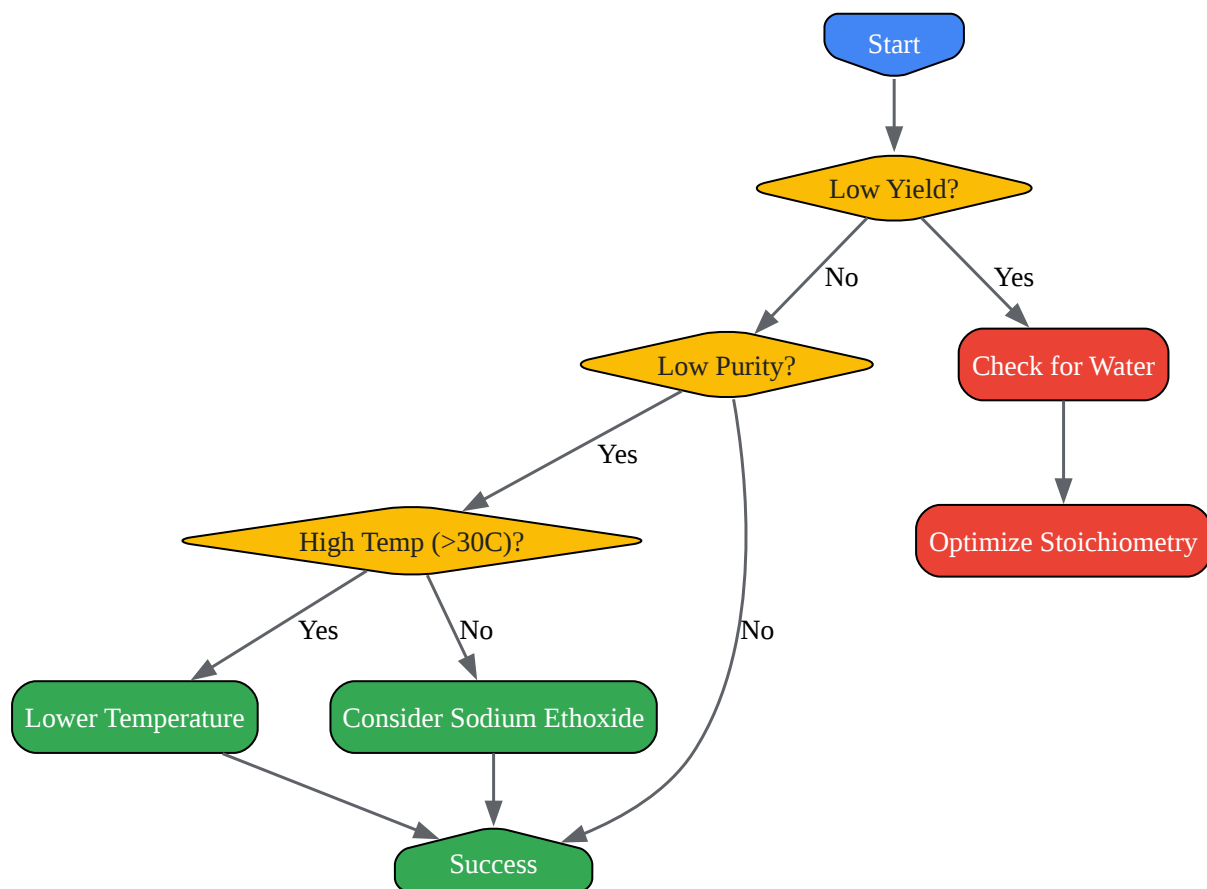 Start
Low Yield?
No
Yes
Low Purity?
Check for Water
Yes
High Temp (>30C)?
Optimize Stoichiometry
Yes
No
No
Lower Temperature
Consider Sodium Ethoxide
Success